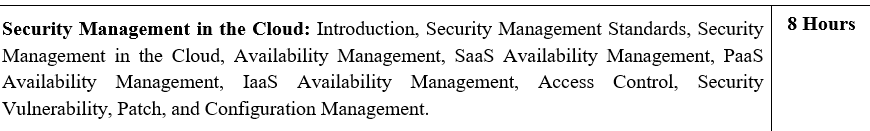 Security Management in the Cloud: Introduction, Security Management Standards, Security
Management in the Cloud, Availability Management, SaaS Availability Management, PaaS
Availability Management, IaaS Availability Management, Access Control, Security
Vulnerability, Patch, and Configuration Management.
8 Hours